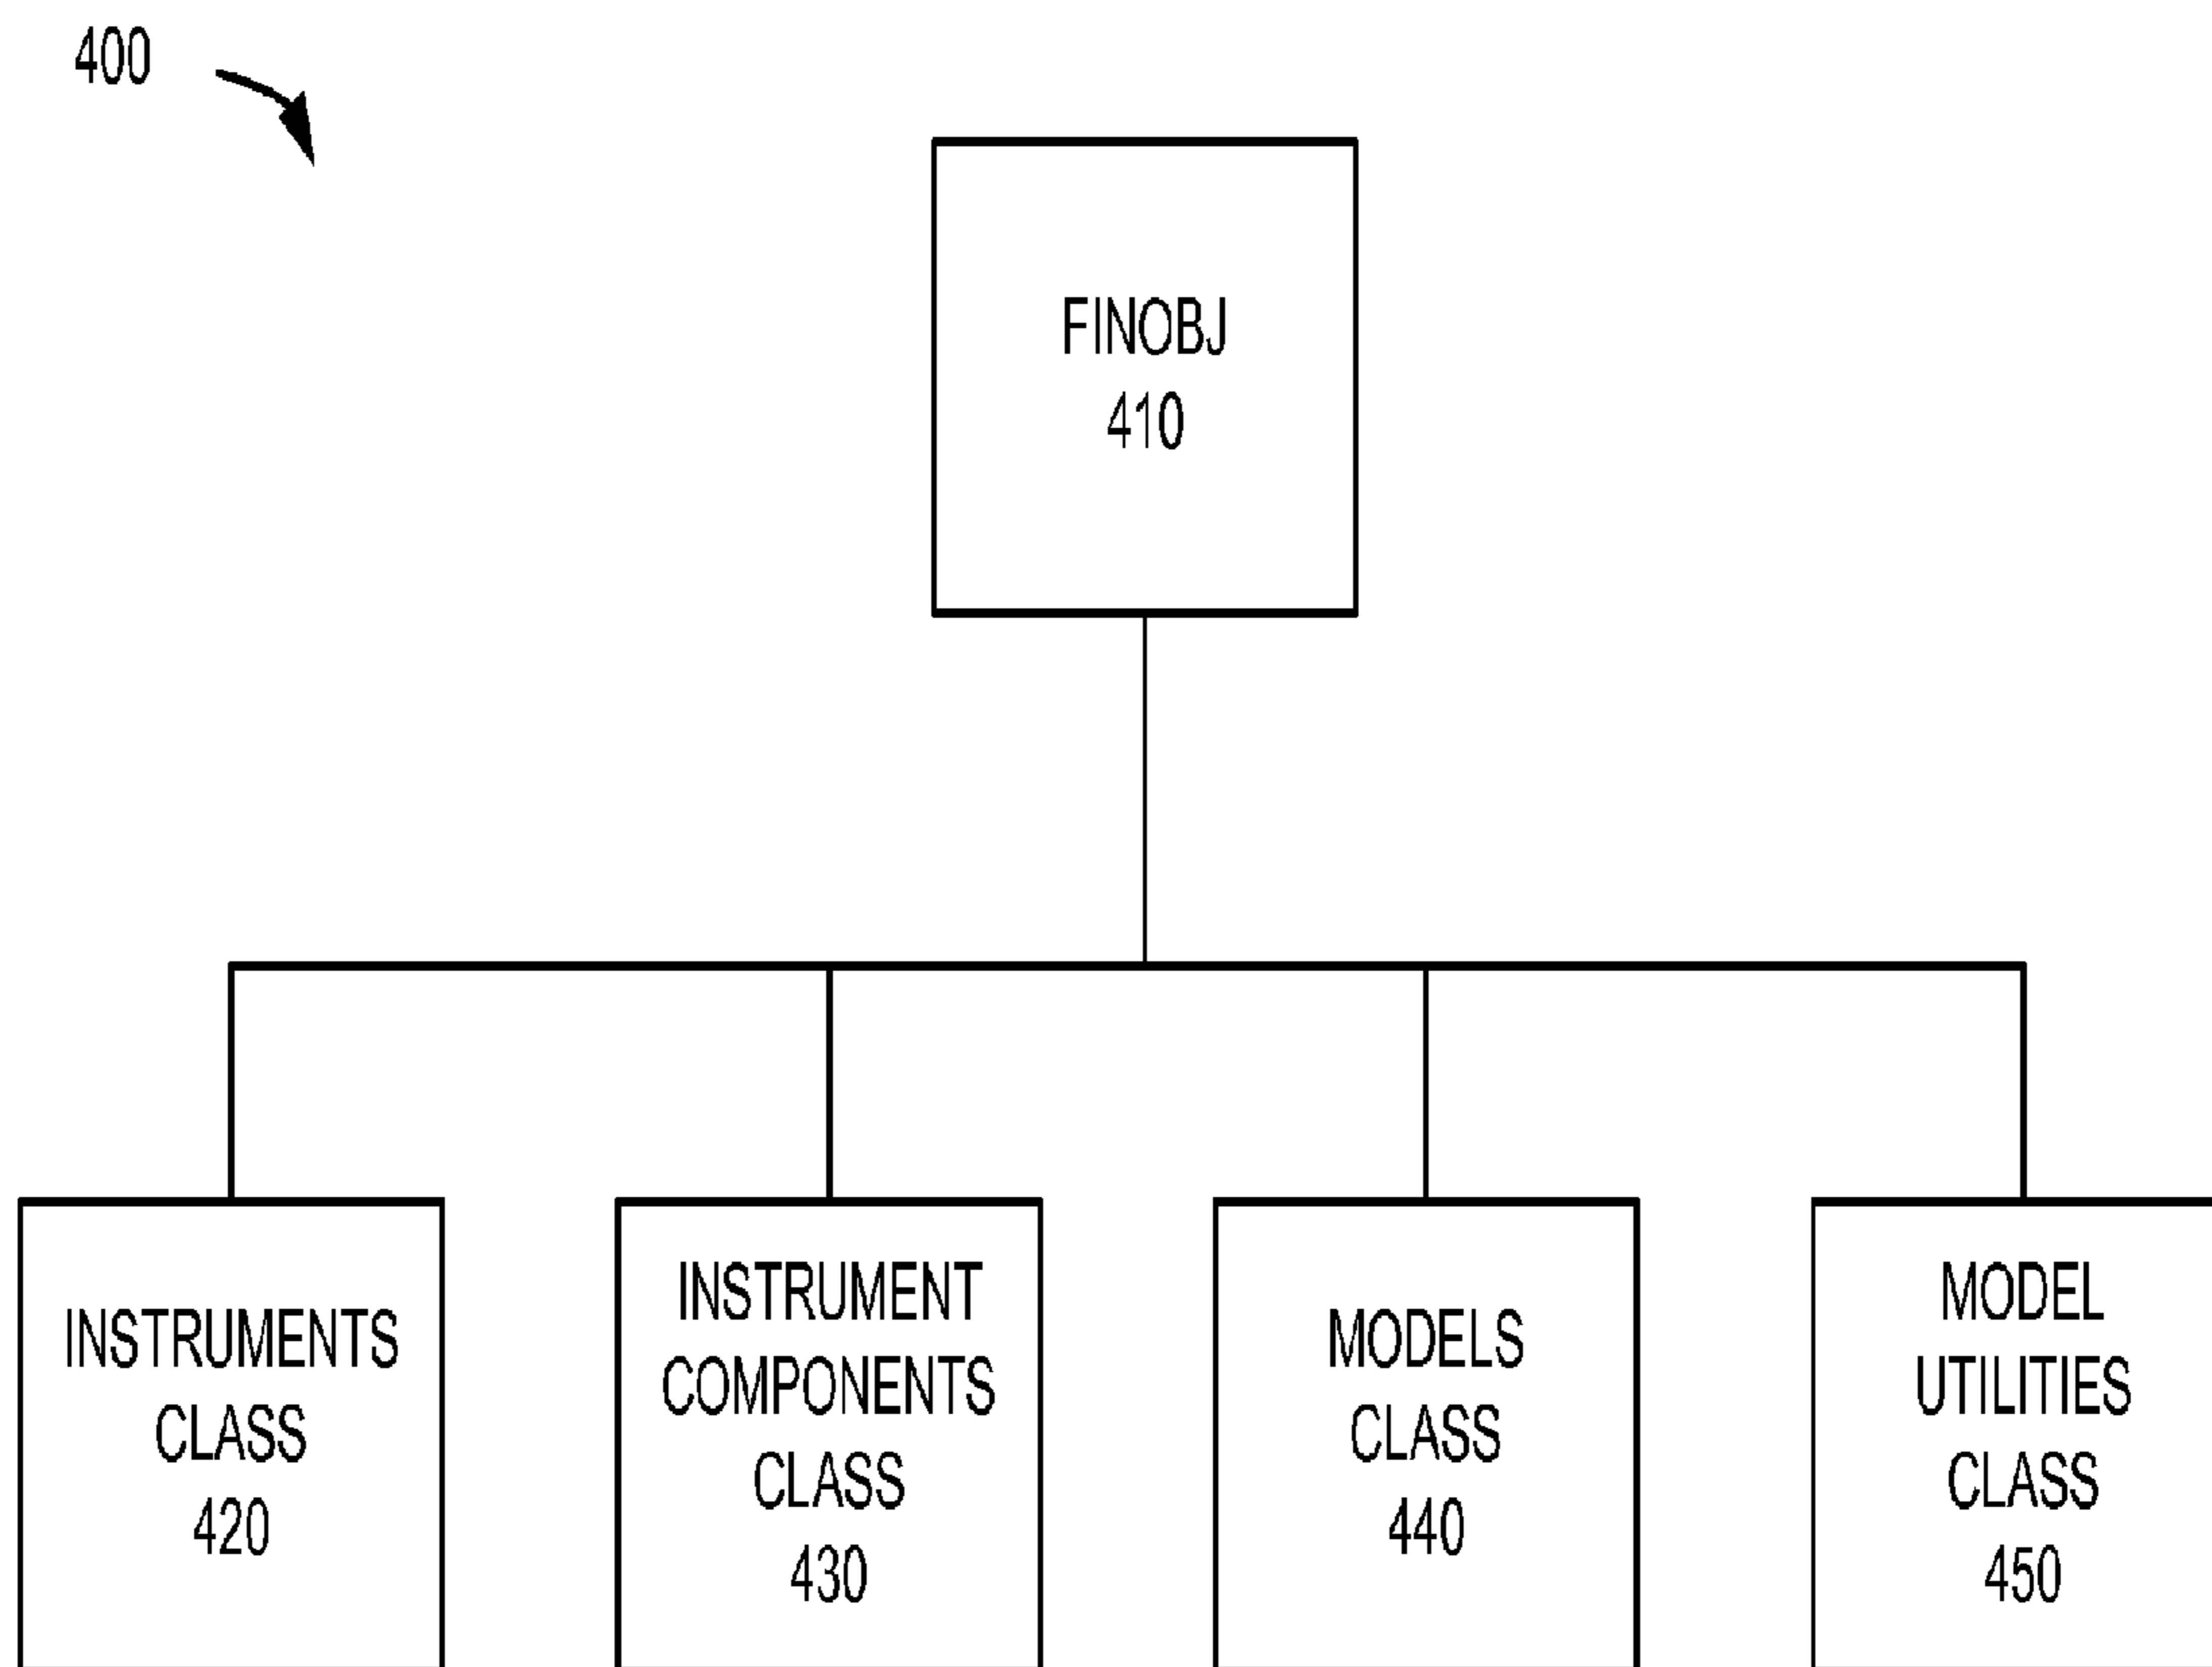 400
FINOBJ
410
INSTRUMENTS
CLASS
420
INSTRUMENT
COMPONENTS
CLASS
430
MODELS
CLASS
440
MODEL
UTILITIES
CLASS
450